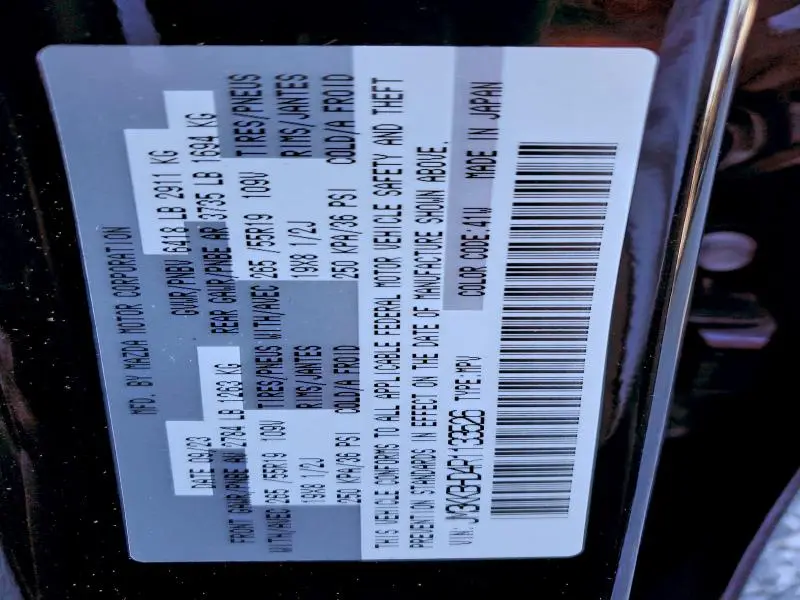 MFD. BY MAZDA MOTOR CORPORATION
DATE 09/23 GVWR/PNBV 6418 LB 2911 KG
FRONT GAWR/PNBE AV 2784 LB 1263 KG REAR GAWR/PNBE AR 3735 LB 1694 KG
WITH/AVEC 265 /55R19 109V TIRES/PNEUS WITH/AVEC 265 /55R19 109V TIRES/PNEUS
19X8 1/2J RIMS/JANTES 19X8 1/2J RIMS/JANTES
250 KPA/36 PSI COLD/A FROID 250 KPA/36 PSI COLD/A FROID
THIS VEHICLE CONFORMS TO ALL APPLICABLE FEDERAL MOTOR VEHICLE SAFETY AND THEFT
PREVENTION STANDARDS IN EFFECT ON THE DATE OF MANUFACTURE SHOWN ABOVE.
VIN: TYPE:MPV COLOR CODE:41W MADE IN JAPAN